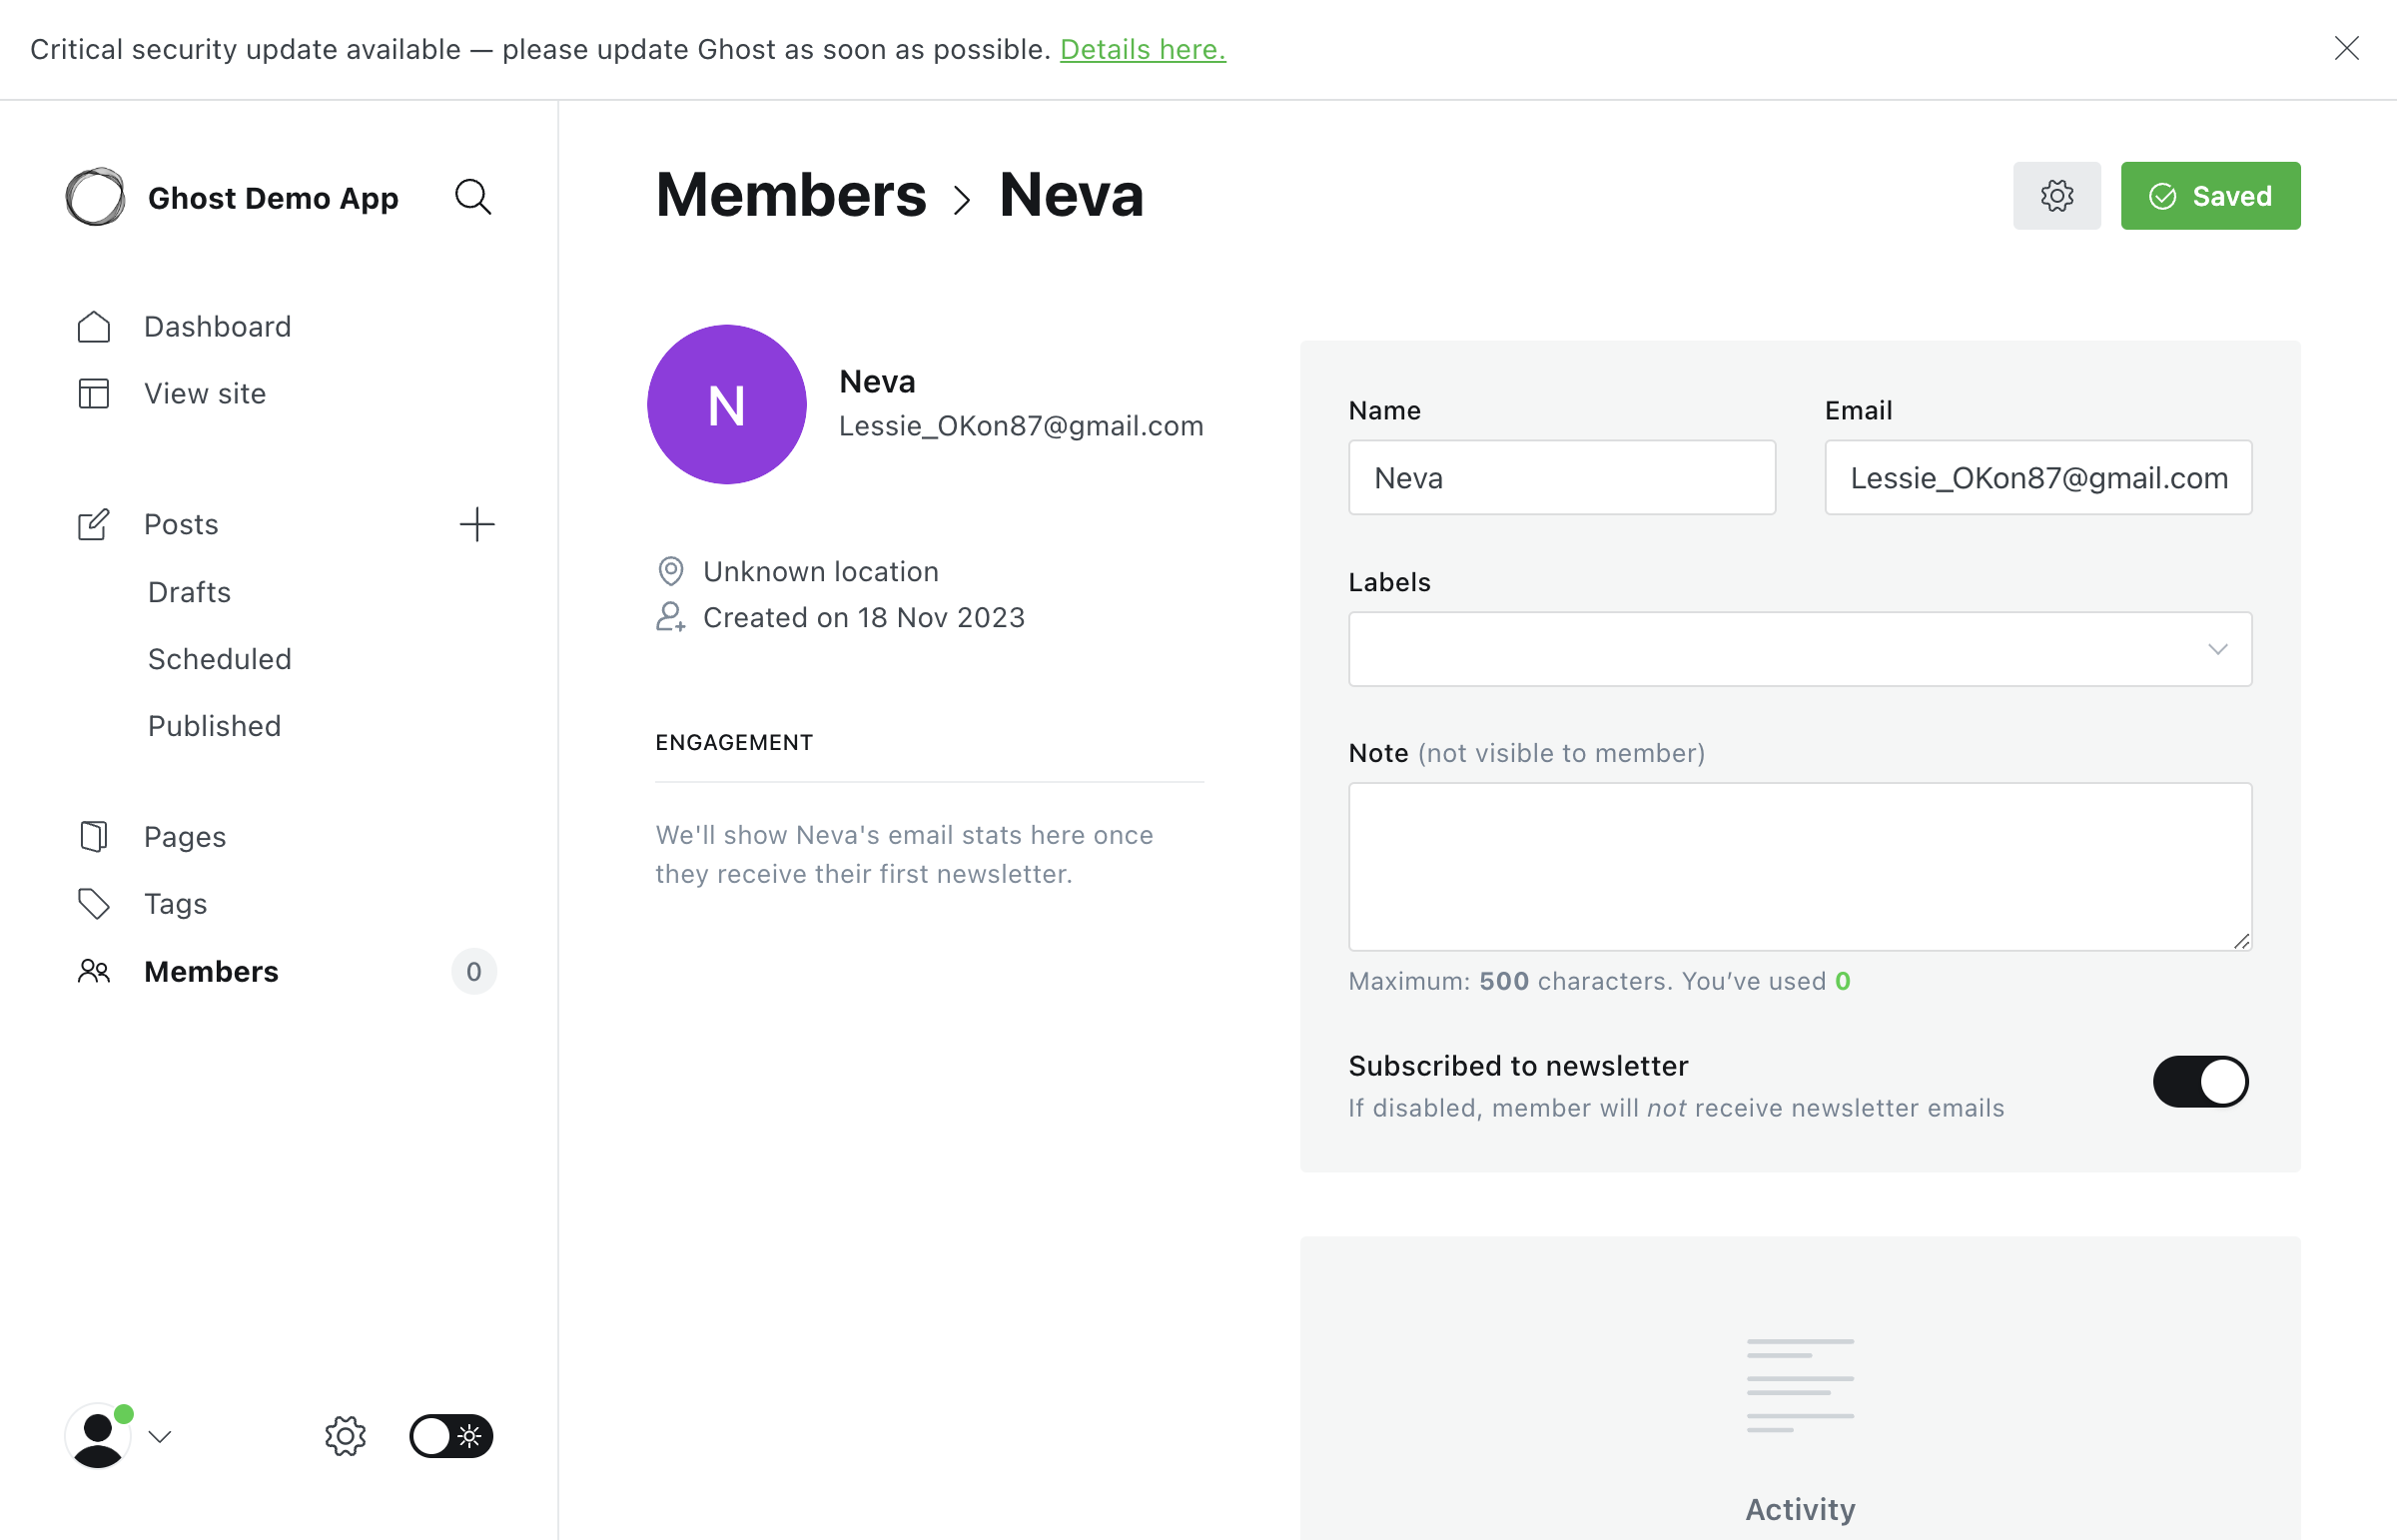 Critical security update available — please update Ghost as soon as possible. Details here.
Ghost Demo App
Dashboard
View site
Posts
Drafts
Scheduled
Published
Pages
Tags
Members 0
Members > Neva
Saved
N
Neva
Lessie_OKon87@gmail.com
Unknown location
Created on 18 Nov 2023
ENGAGEMENT
We'll show Neva's email stats here once
they receive their first newsletter.
Name
Neva
Email
Lessie_OKon87@gmail.com
Labels
Note (not visible to member)
Maximum: 500 characters. You’ve used 0
Subscribed to newsletter
If disabled, member will not receive newsletter emails
Activity